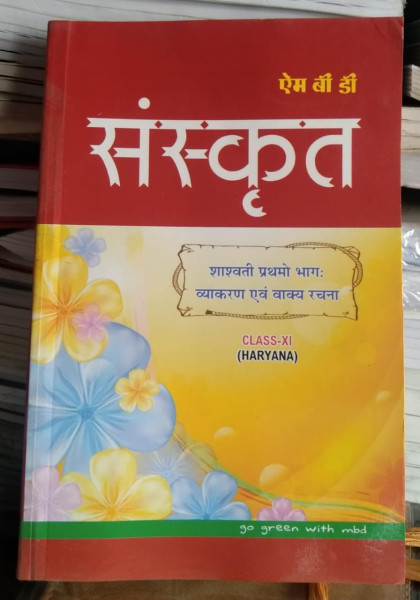 ऐम बी डी
संस्कृत
शाश्वती प्रथमो भागः
व्याकरण एवं वाक्य रचना
CLASS-XI
(HARYANA)
go green with mbd